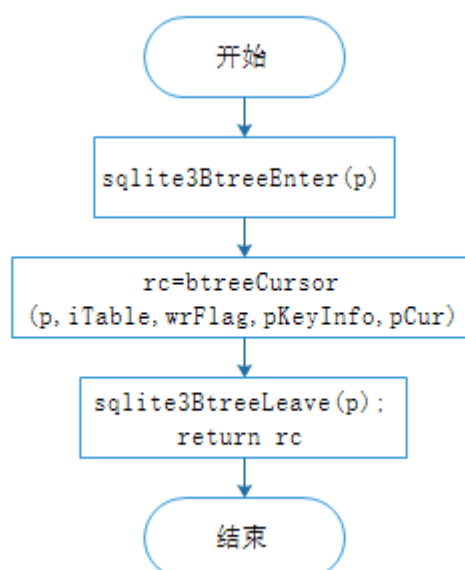 开始
sqlite3BtreeEnter(p)
rc=btreeCursor
(p,iTable,wrFlag,pKeyInfo,pCur)
sqlite3BtreeLeave(p);
return rc
结束